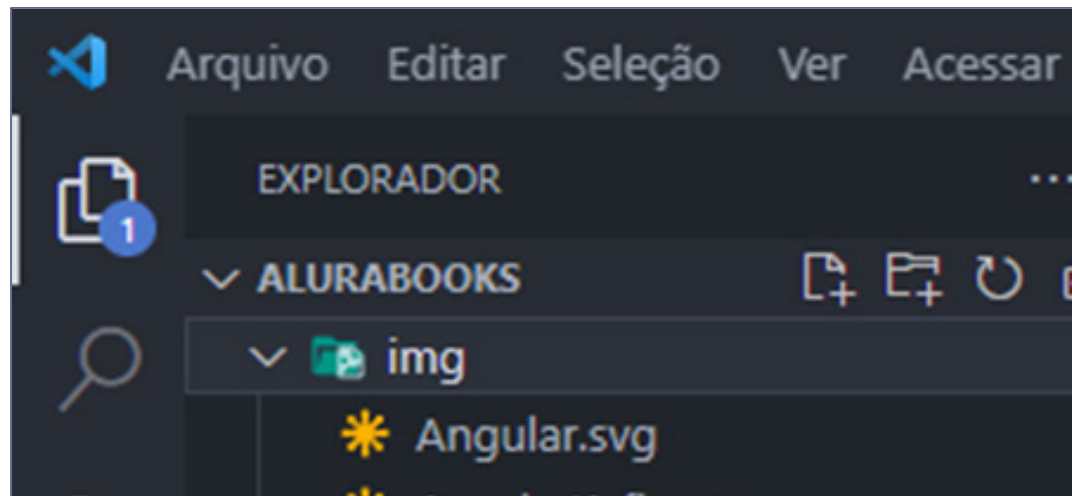 Arquivo Editar Seleção Ver Acessar
EXPLORADOR
1
ALURABOOKS
img
Angular.svg